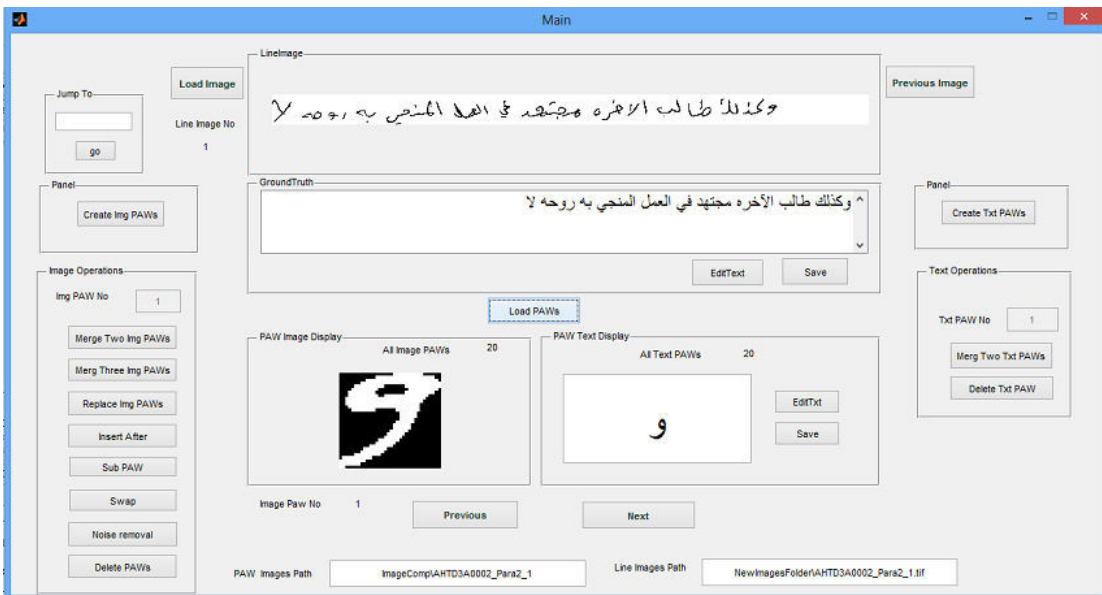 Main
LineImage
Load Image
Previous Image
Jump To
وكذلك طالب الاخره مجتهد في العمل المنجي به روحه لا
Line Image No
1
go
Panel
GroundTruth
Panel
Create Img PAWs
وكذلك طالب الآخره مجتهد في العمل المنجي به روحه لا
Create Txt PAWs
EditText
Save
Image Operations
Text Operations
Img PAW No
1
Load PAWs
Txt PAW No
1
Merge Two Img PAWs
PAW Image Display
All Image PAWs
20
PAW Text Display
All Text PAWs
20
Merg Two Txt PAWs
Merg Three Img PAWs
Delete Txt PAW
Replace Img PAWs
و
و
EditTxt
Insert After
Save
Sub PAW
Swap
Image Paw No
1
Previous
Next
Noise removal
Delete PAWs
PAW Images Path
ImageComp\AHTD3A0002_Para2_1
Line Images Path
NewImagesFolder\AHTD3A0002_Para2_1.tif